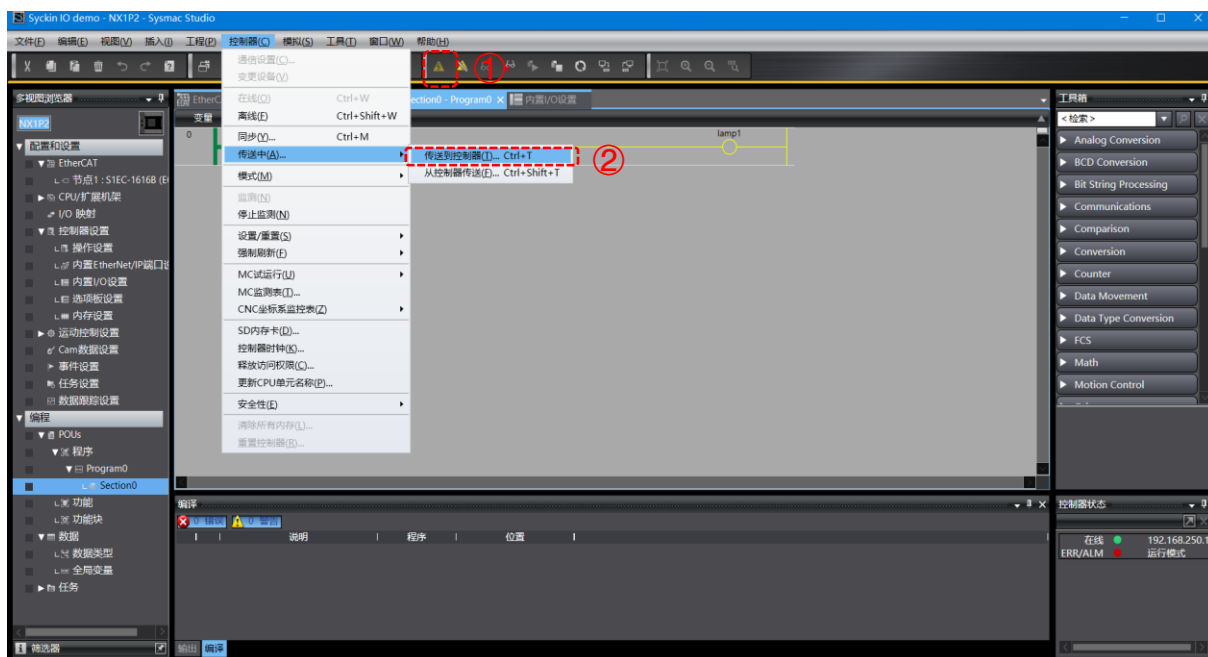 Syckin IO demo - NX1P2 - Sysmac Studio
文件(F) 编辑(E) 视图(V) 插入(I) 工程(P) 控制器(C) 模拟(S) 工具(T) 窗口(W) 帮助(H)
①
多视图浏览器
NX1P2
配置和设置
EtherCAT
节点1 : S1EC-1616B (E
CPU/扩展机架
I/O 映射
控制器设置
操作设置
内置EtherNet/IP端口设
内置I/O设置
选项板设置
内存设置
运动控制设置
Cam数据设置
事件设置
任务设置
数据跟踪设置
编程
POUs
程序
Program0
Section0
功能
功能块
数据
数据类型
全局变量
任务
筛选器
通信设置(C)...
变更设备(V)
在线(O) Ctrl+W
离线(F) Ctrl+Shift+W
同步(Y)... Ctrl+M
传送中(A)...
模式(M)
监测(N)
停止监测(N)
设置/重置(S)
强制刷新(F)
MC试运行(U)
MC监测表(T)...
CNC坐标系监控表(Z)
SD内存卡(D)...
控制器时钟(K)...
释放访问权限(C)...
更新CPU单元名称(P)...
安全性(E)
清除所有内存(L)...
重置控制器(R)...
传送到控制器(T)... Ctrl+T
②
从控制器传送(F)... Ctrl+Shift+T
EtherC
ection0 - Program0
内置I/O设置
变量
0
lamp1
编译
0 错误 0 警告
说明 程序 位置
输出 编译
工具箱
<检索>
Analog Conversion
BCD Conversion
Bit String Processing
Communications
Comparison
Conversion
Counter
Data Movement
Data Type Conversion
FCS
Math
Motion Control
控制器状态
在线 192.168.250.1
ERR/ALM 运行模式